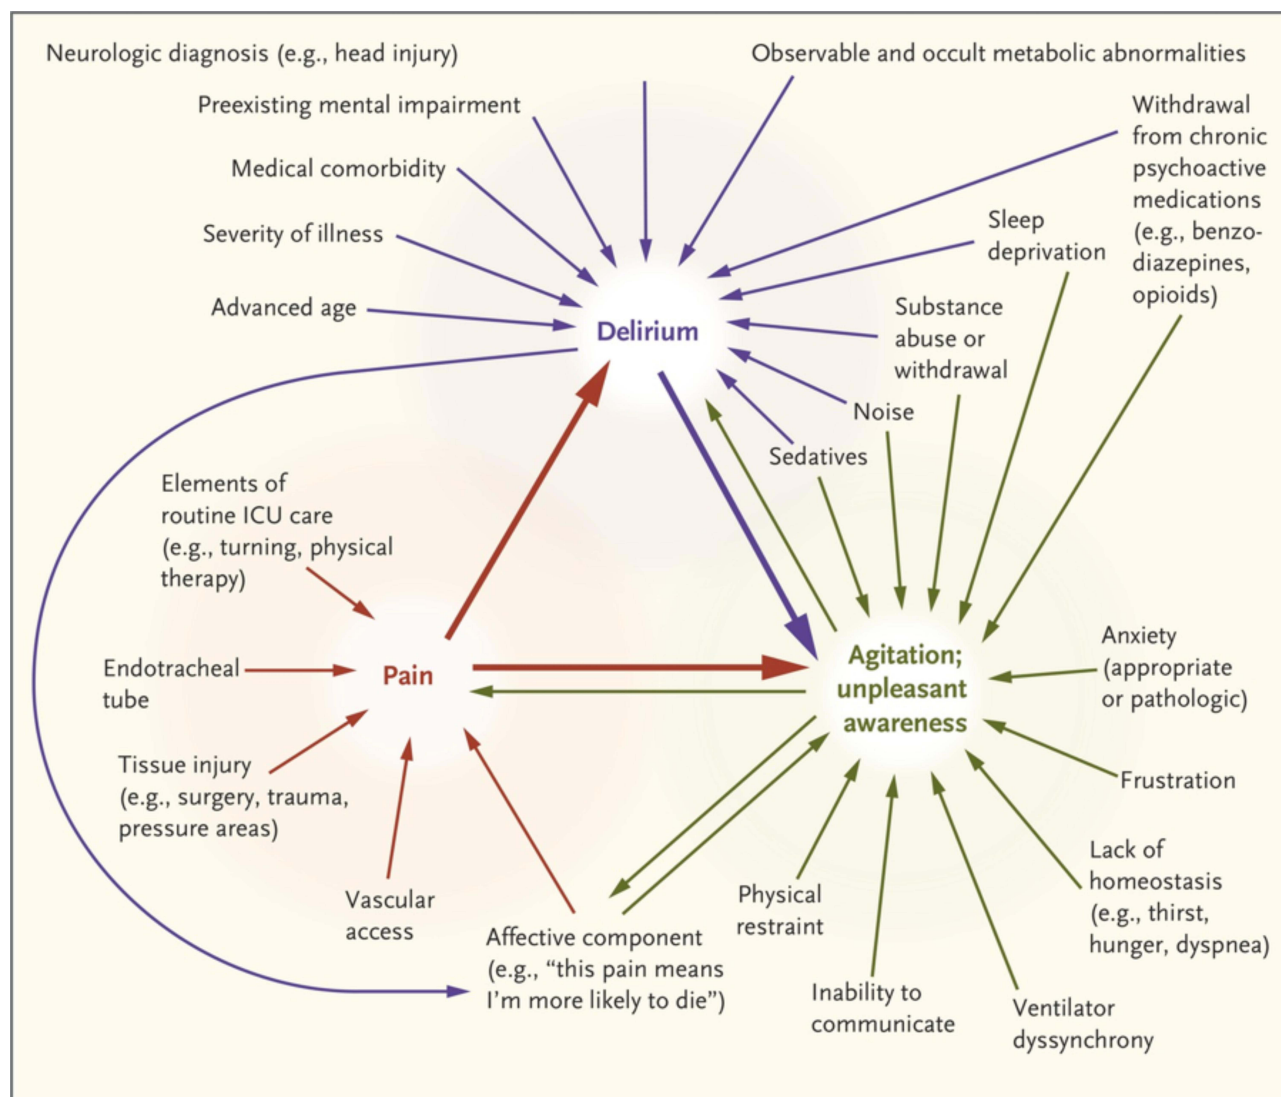 Neurologic diagnosis (e.g., head injury)
Observable and occult metabolic abnormalities
Preexisting mental impairment
Medical comorbidity
Severity of illness
Advanced age
Withdrawal
from chronic
psychoactive
medications
(e.g., benzo-
diazepines,
opioids)
Sleep
deprivation
Substance
abuse or
withdrawal
Noise
Sedatives
Delirium
Elements of
routine ICU care
(e.g., turning, physical
therapy)
Endotracheal
tube
Pain
Tissue injury
(e.g., surgery, trauma,
pressure areas)
Vascular
access
Affective component
(e.g., “this pain means
I’m more likely to die”)
Agitation;
unpleasant
awareness
Anxiety
(appropriate
or pathologic)
Frustration
Lack of
homeostasis
(e.g., thirst,
hunger, dyspnea)
Physical
restraint
Inability to
communicate
Ventilator
dyssynchrony